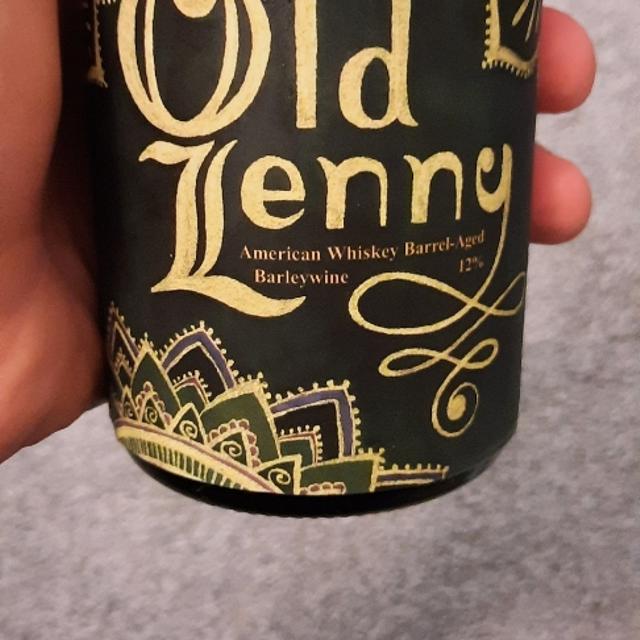 Old
Lenny
American Whiskey Barrel-Aged
Barleywine
12%